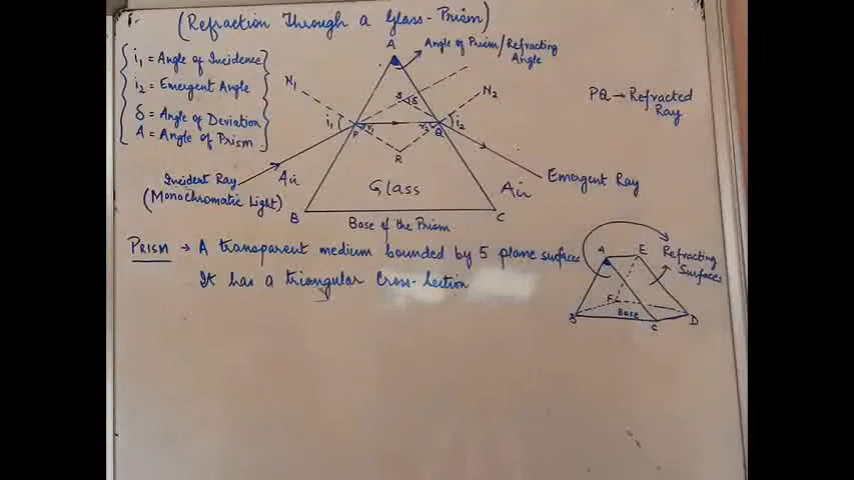 (Refraction Through a Glass-Prism)
i1 = Angle of Incidence
i2 = Emergent Angle
δ = Angle of Deviation
A = Angle of Prism
A
Angle of Prism/Refracting
Angle
N1
N2
PQ → Refracted
Ray
S δ
i1
P
r1
r2
Q
i2
R
Incident Ray
(Monochromatic Light)
Air
Glass
Air
Emergent Ray
B
C
Base of the Prism
PRISM → A transparent medium bounded by 5 plane surfaces
It has a triangular Cross-Section
A
E
Refracting
Surfaces
F
B
Base
C
D